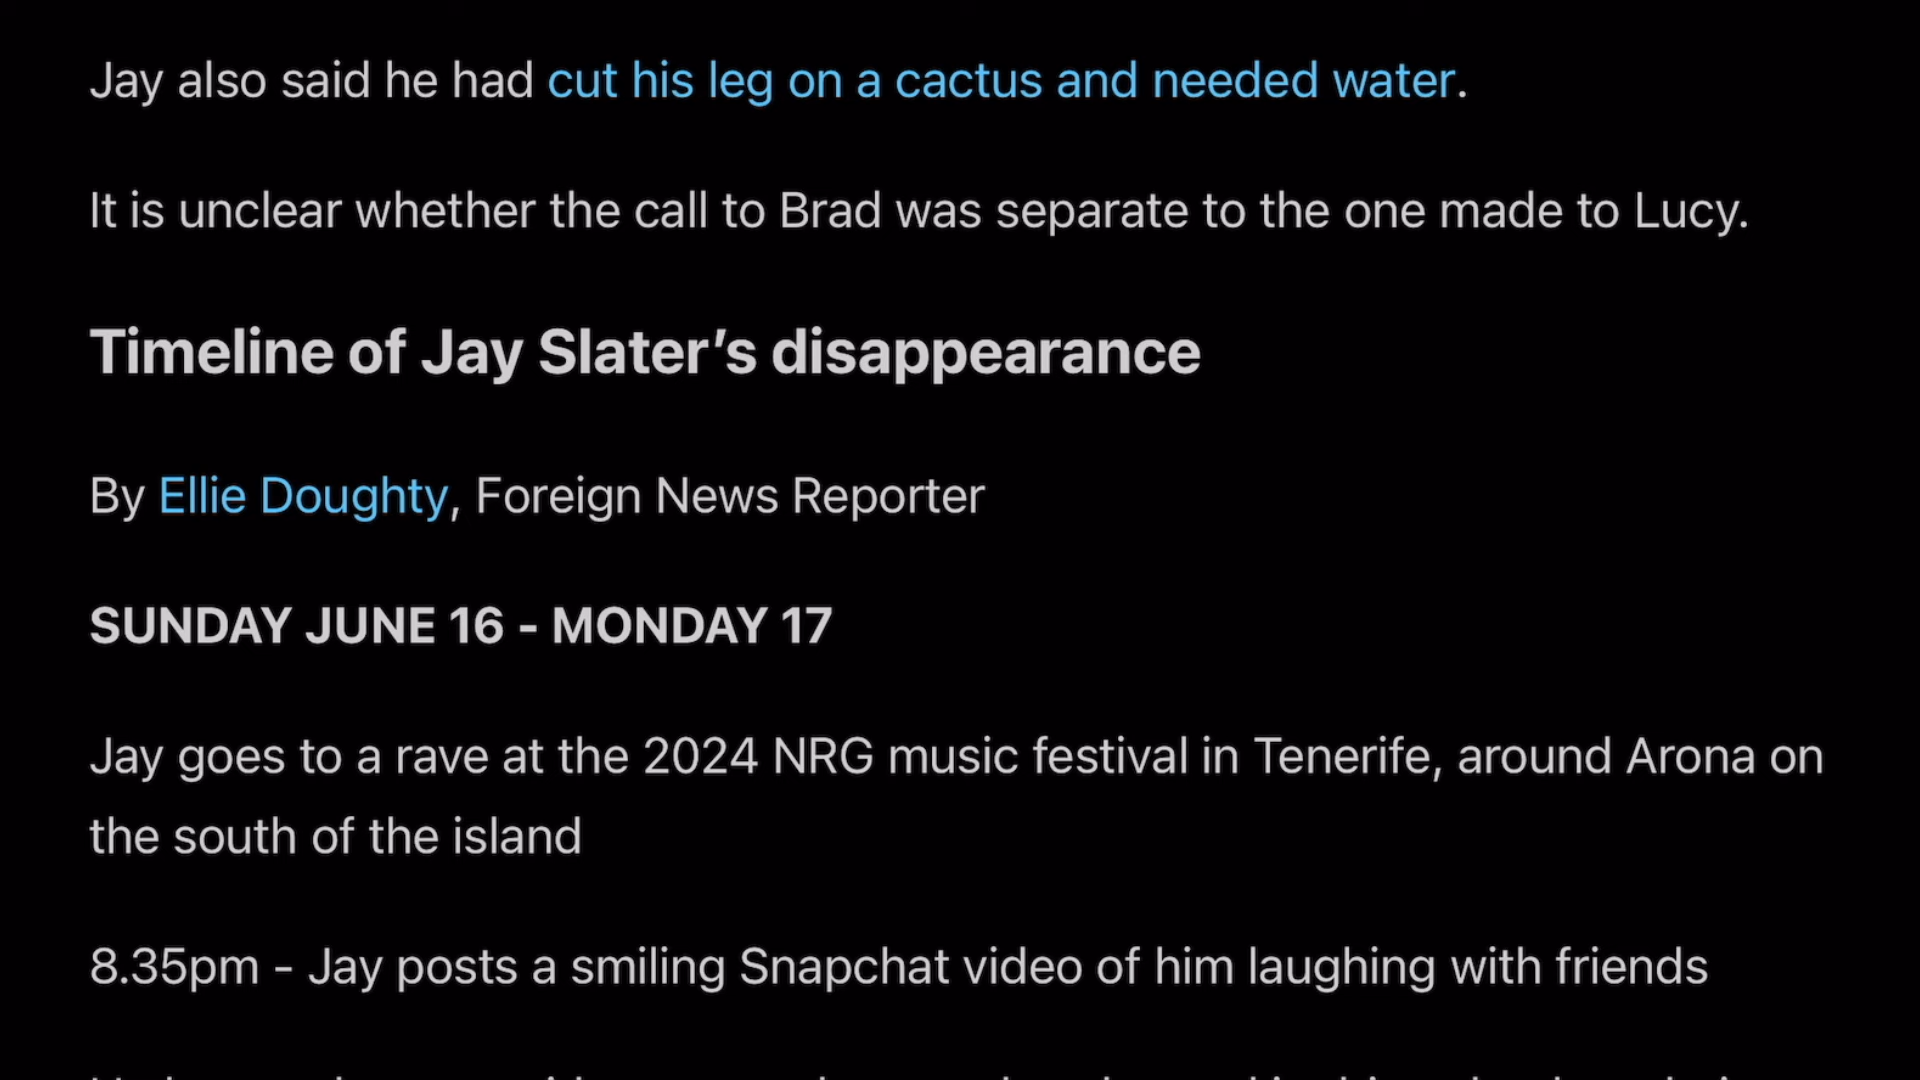 Jay also said he had cut his leg on a cactus and needed water.
It is unclear whether the call to Brad was separate to the one made to Lucy.
Timeline of Jay Slater’s disappearance
By Ellie Doughty, Foreign News Reporter
SUNDAY JUNE 16 - MONDAY 17
Jay goes to a rave at the 2024 NRG music festival in Tenerife, around Arona on
the south of the island
8.35pm - Jay posts a smiling Snapchat video of him laughing with friends